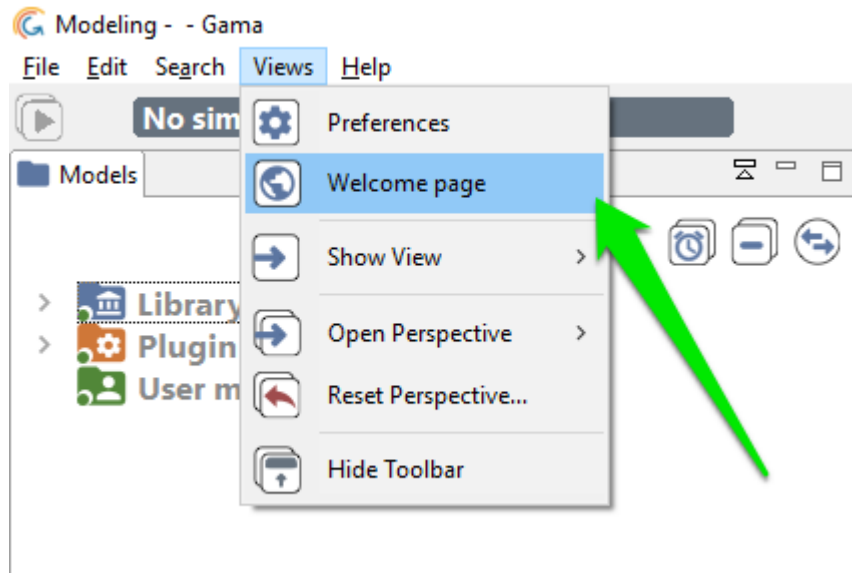 Modeling - - Gama
File Edit Search Views Help
No sim
Preferences
Models
Welcome page
Show View
Library
Open Perspective
Plugin
User m
Reset Perspective...
Hide Toolbar